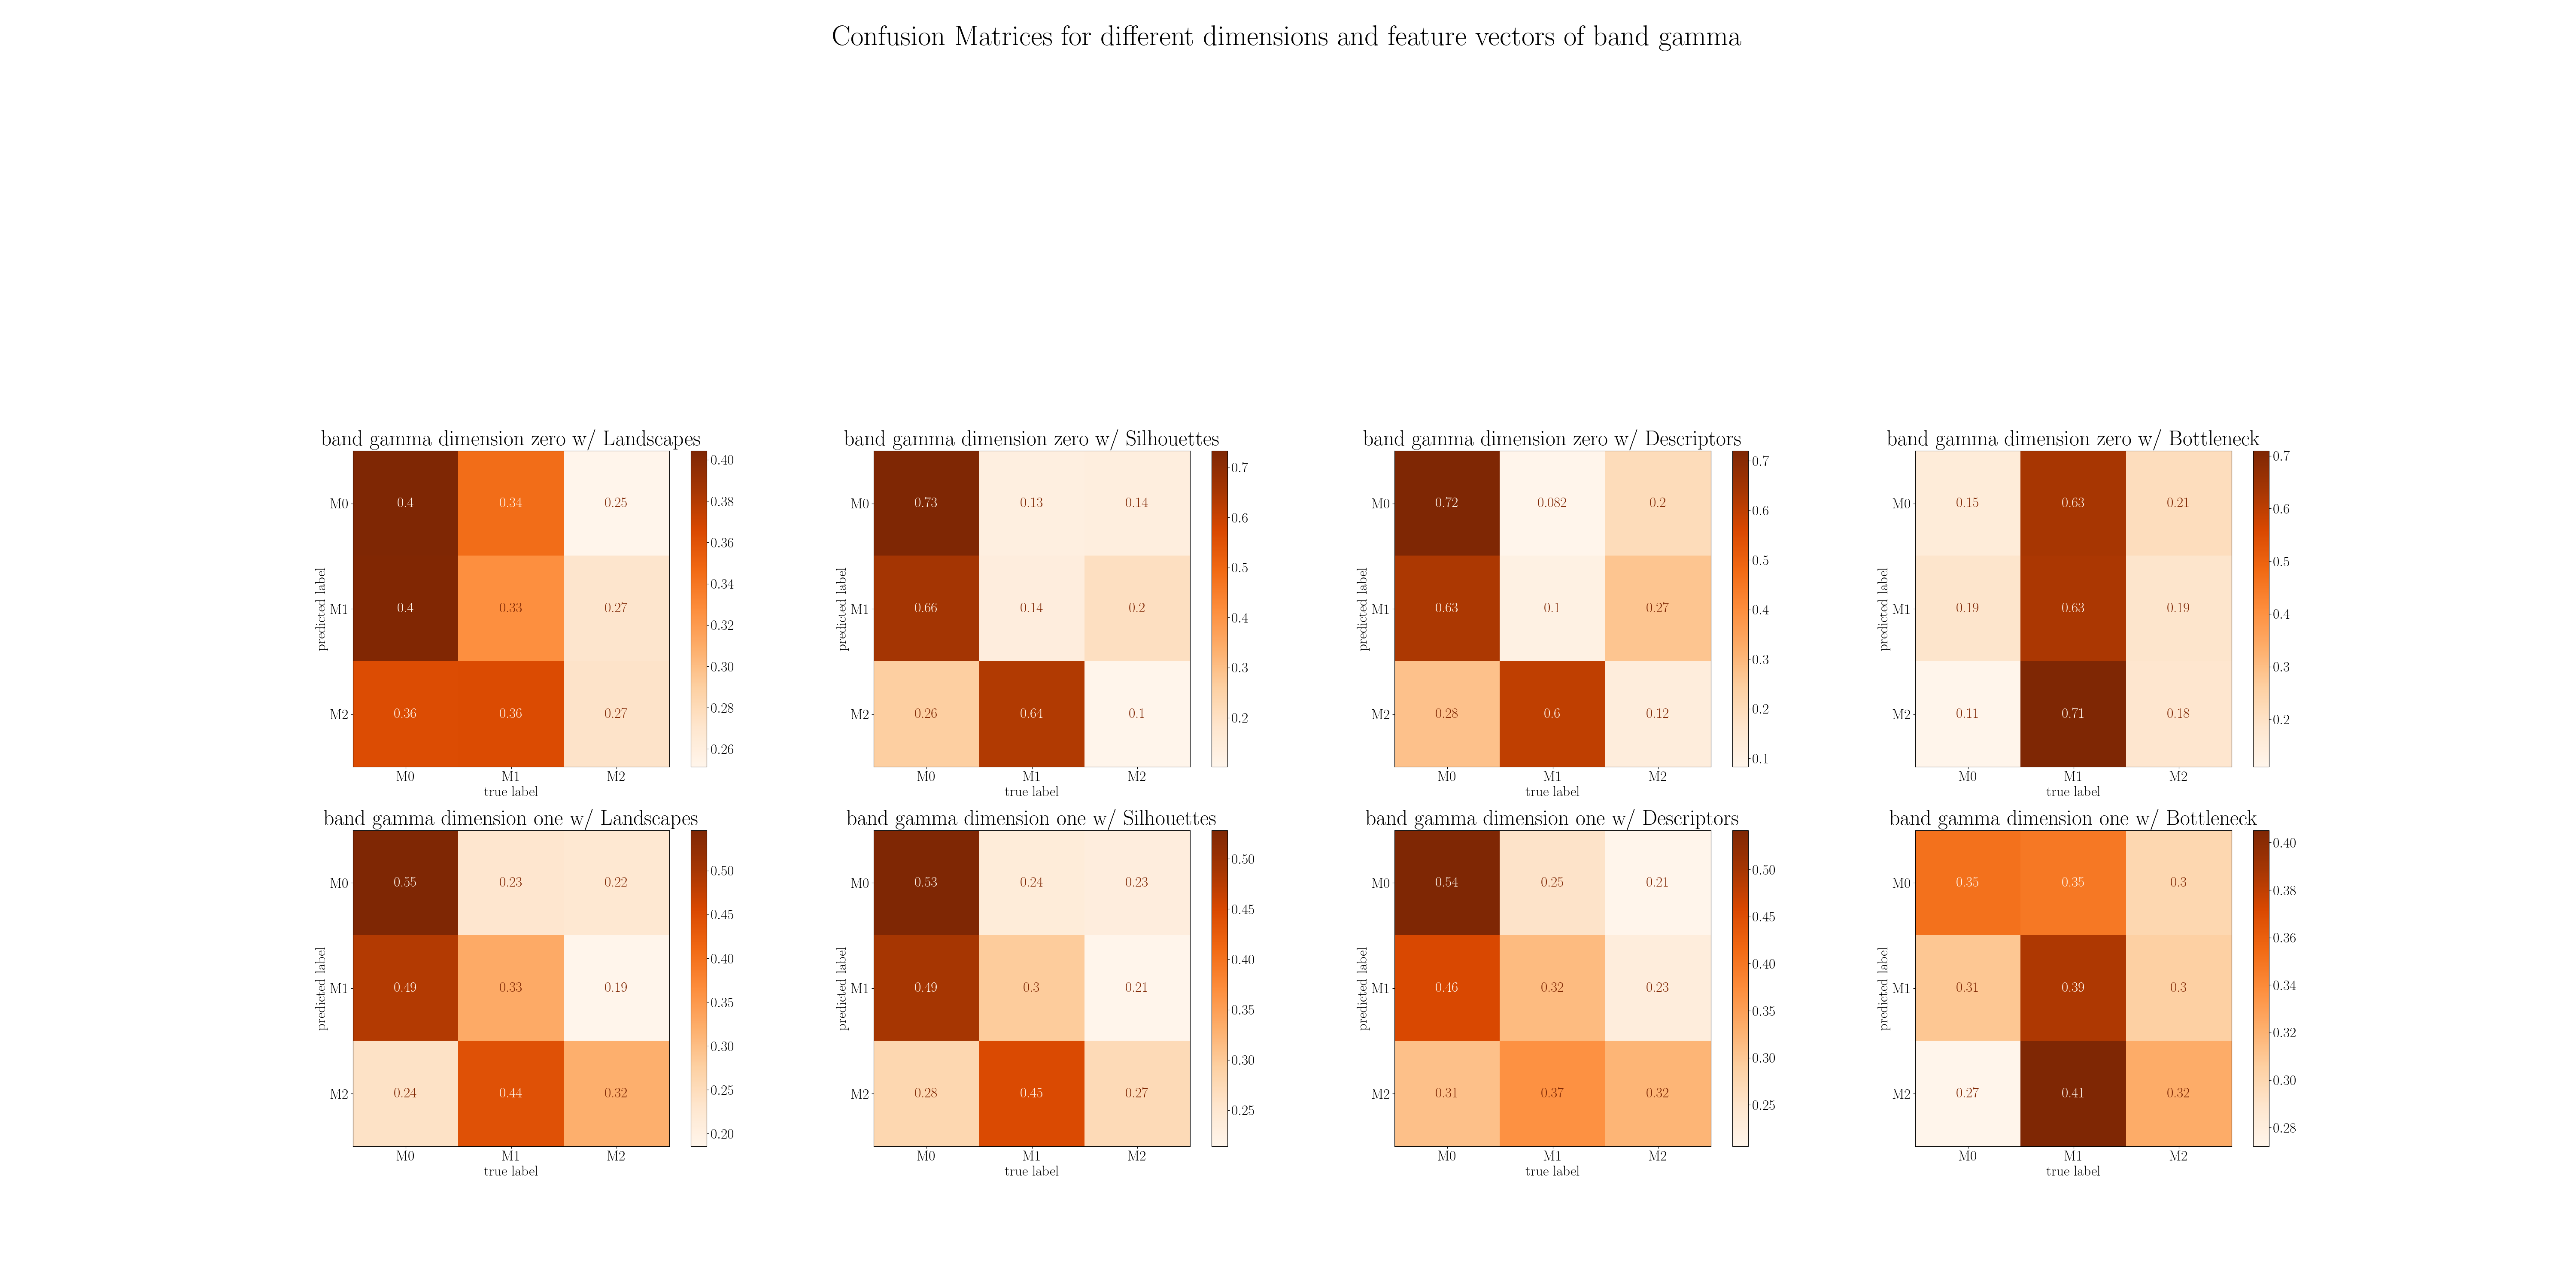 Confusion Matrices for different dimensions and feature vectors of band gamma
band gamma dimension zero w/ Landscapes
predicted label
M0 0.4 0.34 0.25
M1 0.4 0.33 0.27
M2 0.36 0.36 0.27
M0 M1 M2
true label
0.40
0.38
0.36
0.34
0.32
0.30
0.28
0.26
band gamma dimension zero w/ Silhouettes
predicted label
M0 0.73 0.13 0.14
M1 0.66 0.14 0.2
M2 0.26 0.64 0.1
M0 M1 M2
true label
0.7
0.6
0.5
0.4
0.3
0.2
band gamma dimension zero w/ Descriptors
predicted label
M0 0.72 0.082 0.2
M1 0.63 0.1 0.27
M2 0.28 0.6 0.12
M0 M1 M2
true label
0.7
0.6
0.5
0.4
0.3
0.2
0.1
band gamma dimension zero w/ Bottleneck
predicted label
M0 0.15 0.63 0.21
M1 0.19 0.63 0.19
M2 0.11 0.71 0.18
M0 M1 M2
true label
0.7
0.6
0.5
0.4
0.3
0.2
band gamma dimension one w/ Landscapes
predicted label
M0 0.55 0.23 0.22
M1 0.49 0.33 0.19
M2 0.24 0.44 0.32
M0 M1 M2
true label
0.50
0.45
0.40
0.35
0.30
0.25
0.20
band gamma dimension one w/ Silhouettes
predicted label
M0 0.53 0.24 0.23
M1 0.49 0.3 0.21
M2 0.28 0.45 0.27
M0 M1 M2
true label
0.50
0.45
0.40
0.35
0.30
0.25
band gamma dimension one w/ Descriptors
predicted label
M0 0.54 0.25 0.21
M1 0.46 0.32 0.23
M2 0.31 0.37 0.32
M0 M1 M2
true label
0.50
0.45
0.40
0.35
0.30
0.25
band gamma dimension one w/ Bottleneck
predicted label
M0 0.35 0.35 0.3
M1 0.31 0.39 0.3
M2 0.27 0.41 0.32
M0 M1 M2
true label
0.40
0.38
0.36
0.34
0.32
0.30
0.28